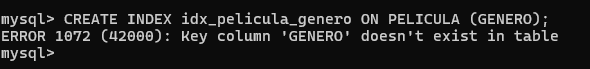 mysql> CREATE INDEX idx_pelicula_genero ON PELICULA (GENERO);
ERROR 1072 (42000): Key column 'GENERO' doesn't exist in table
mysql>